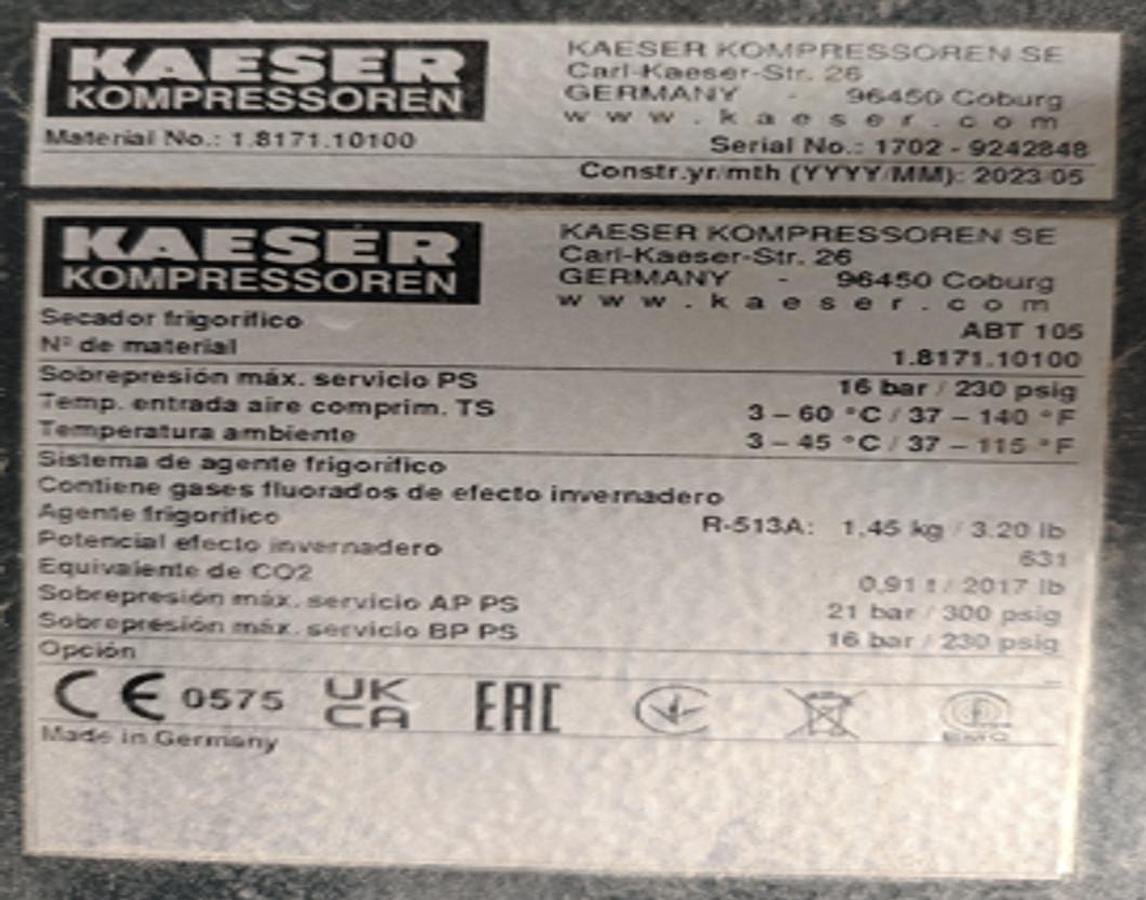 KAESER
KOMPRESSOREN
KAESER KOMPRESSOREN SE
Carl-Kaeser-Str. 26
GERMANY - 96450 Coburg
www.kaeser.com
Material No.: 1.8171.10100
Serial No.: 1702 - 9242848
Constr.yr/mth (YYYY/MM): 2023/05
KAESER
KOMPRESSOREN
KAESER KOMPRESSOREN SE
Carl-Kaeser-Str. 26
GERMANY - 96450 Coburg
www.kaeser.com
Secador frigorífico ABT 105
Nº de material 1.8171.10100
Sobrepresión máx. servicio PS 16 bar / 230 psig
Temp. entrada aire comprim. TS 3 – 60 °C / 37 – 140 °F
Temperatura ambiente 3 – 45 °C / 37 – 115 °F
Sistema de agente frigorífico
Contiene gases fluorados de efecto invernadero
Agente frigorífico R-513A: 1,45 kg / 3.20 lb
Potencial efecto invernadero 631
Equivalente de CO2 0,91 t / 2017 lb
Sobrepresión máx. servicio AP PS 21 bar / 300 psig
Sobrepresión máx. servicio BP PS 16 bar / 230 psig
Opción
CE 0575 UK CA EAC
Made in Germany